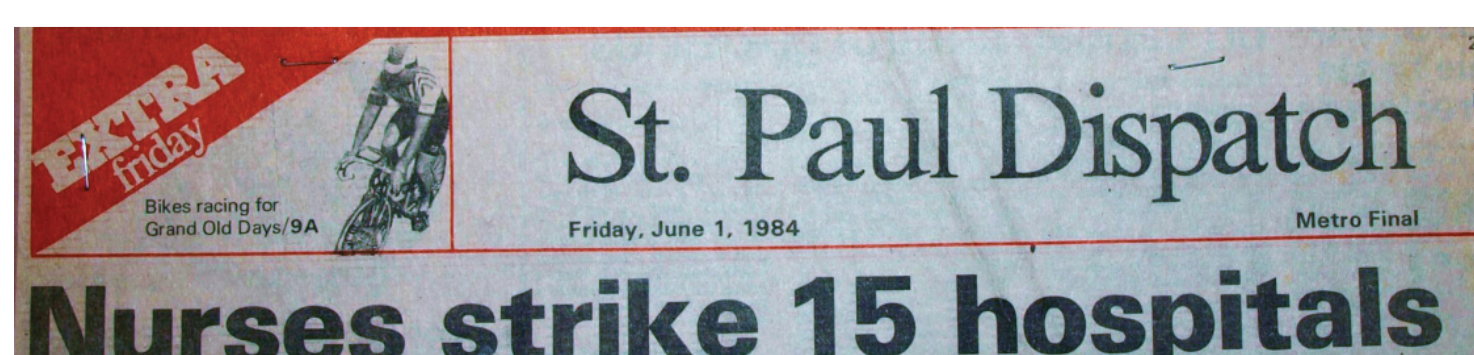 EXTRA
friday
Bikes racing for
Grand Old Days/9A
St. Paul Dispatch
Friday, June 1, 1984
Metro Final
Nurses strike 15 hospitals